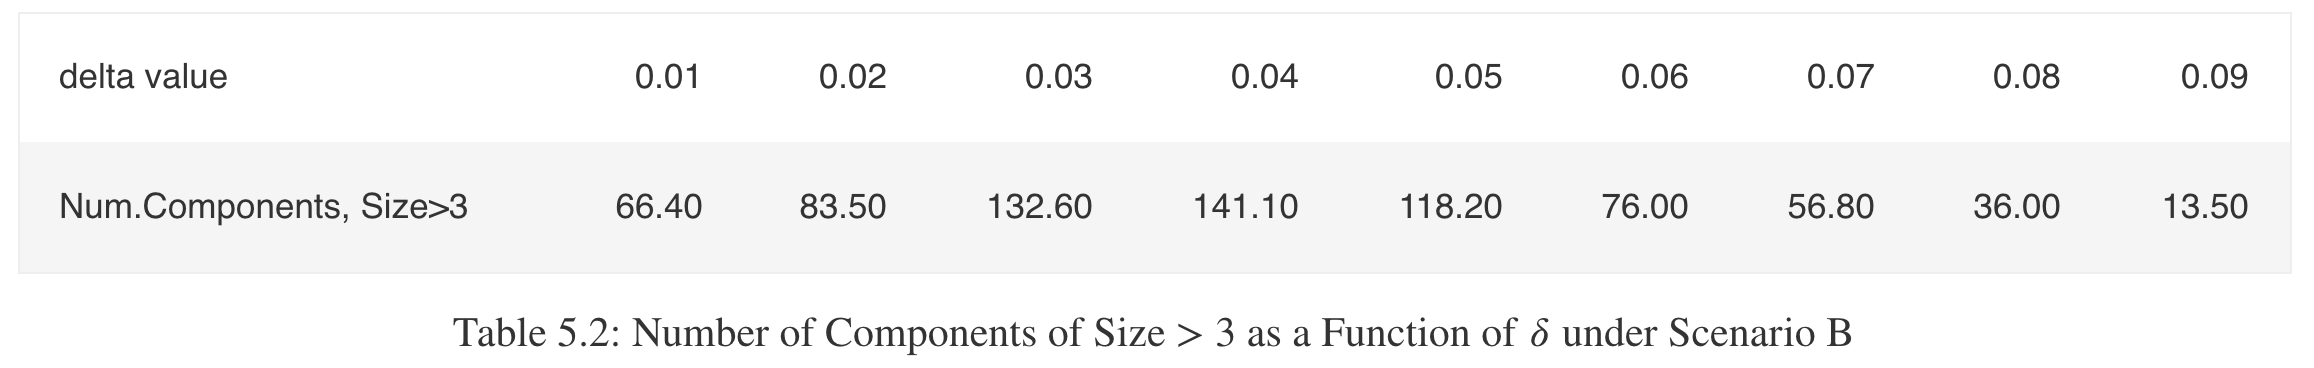 delta value 0.01 0.02 0.03 0.04 0.05 0.06 0.07 0.08 0.09
Num.Components, Size>3 66.40 83.50 132.60 141.10 118.20 76.00 56.80 36.00 13.50
Table 5.2: Number of Components of Size > 3 as a Function of δ under Scenario B